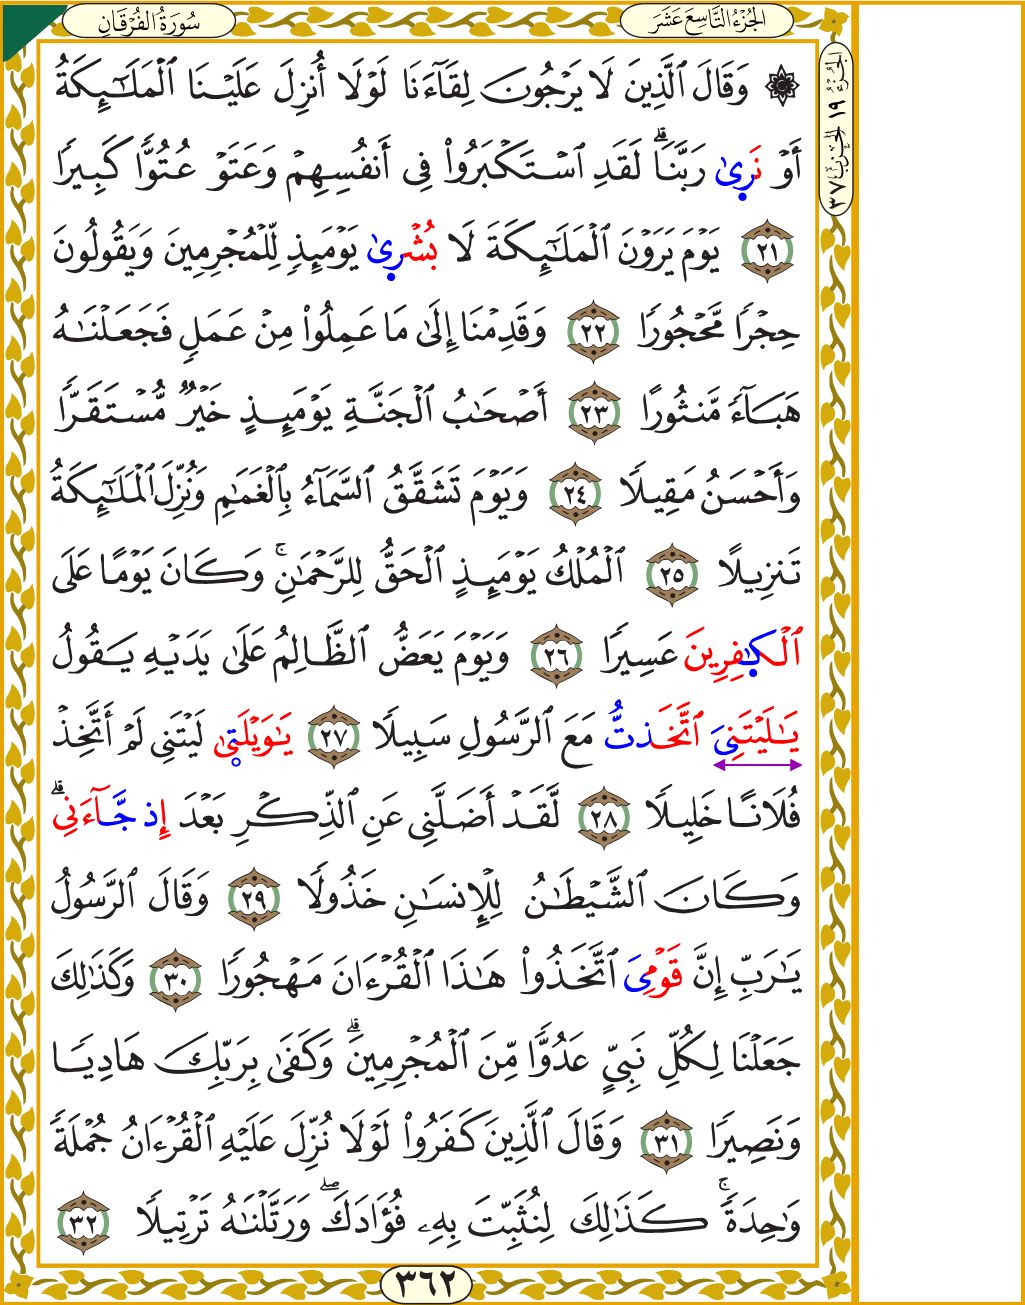 سُورَةُ الفُرْقَانِ
الجُزْءُ التَّاسِعَ عَشَرَ
الجُزْءُ ١٩ الحِزْبُ ٣٧
۞ وَقَالَ ٱلَّذِينَ لَا يَرْجُونَ لِقَآءَنَا لَوْلَآ أُنزِلَ عَلَيْنَا ٱلْمَلَٰٓئِكَةُ
أَوْ نَرَىٰ رَبَّنَاۗ لَقَدِ ٱسْتَكْبَرُوا۟ فِىٓ أَنفُسِهِمْ وَعَتَوْ عُتُوًّا كَبِيرًا
٢١ يَوْمَ يَرَوْنَ ٱلْمَلَٰٓئِكَةَ لَا بُشْرَىٰ يَوْمَئِذٍ لِّلْمُجْرِمِينَ وَيَقُولُونَ
حِجْرًا مَّحْجُورًا ٢٢ وَقَدِمْنَآ إِلَىٰ مَا عَمِلُوا۟ مِنْ عَمَلٍ فَجَعَلْنَٰهُ
هَبَآءً مَّنثُورًا ٢٣ أَصْحَٰبُ ٱلْجَنَّةِ يَوْمَئِذٍ خَيْرٌ مُّسْتَقَرًّا
وَأَحْسَنُ مَقِيلًا ٢٤ وَيَوْمَ تَشَقَّقُ ٱلسَّمَآءُ بِٱلْغَمَٰمِ وَنُزِّلَ ٱلْمَلَٰٓئِكَةُ
تَنزِيلًا ٢٥ ٱلْمُلْكُ يَوْمَئِذٍ ٱلْحَقُّ لِلرَّحْمَٰنِۚ وَكَانَ يَوْمًا عَلَى
ٱلْكَٰفِرِينَ عَسِيرًا ٢٦ وَيَوْمَ يَعَضُّ ٱلظَّالِمُ عَلَىٰ يَدَيْهِ يَقُولُ
يَٰلَيْتَنِىَ ٱتَّخَذتُّ مَعَ ٱلرَّسُولِ سَبِيلًا ٢٧ يَٰوَيْلَتِىٰ لَيْتَنِى لَمْ أَتَّخِذْ
فُلَانًا خَلِيلًا ٢٨ لَّقَدْ أَضَلَّنِى عَنِ ٱلذِّكْرِ بَعْدَ إِذ جَّآءَنِىۗ
وَكَانَ ٱلشَّيْطَٰنُ لِلْإِنسَٰنِ خَذُولًا ٢٩ وَقَالَ ٱلرَّسُولُ
يَٰرَبِّ إِنَّ قَوْمِىَ ٱتَّخَذُوا۟ هَٰذَا ٱلْقُرْءَانَ مَهْجُورًا ٣٠ وَكَذَٰلِكَ
جَعَلْنَا لِكُلِّ نَبِىٍّ عَدُوًّا مِّنَ ٱلْمُجْرِمِينَۗ وَكَفَىٰ بِرَبِّكَ هَادِيًا
وَنَصِيرًا ٣١ وَقَالَ ٱلَّذِينَ كَفَرُوا۟ لَوْلَا نُزِّلَ عَلَيْهِ ٱلْقُرْءَانُ جُمْلَةً
وَٰحِدَةًۚ كَذَٰلِكَ لِنُثَبِّتَ بِهِۦ فُؤَادَكَۖ وَرَتَّلْنَٰهُ تَرْتِيلًا ٣٢
٣٦٢